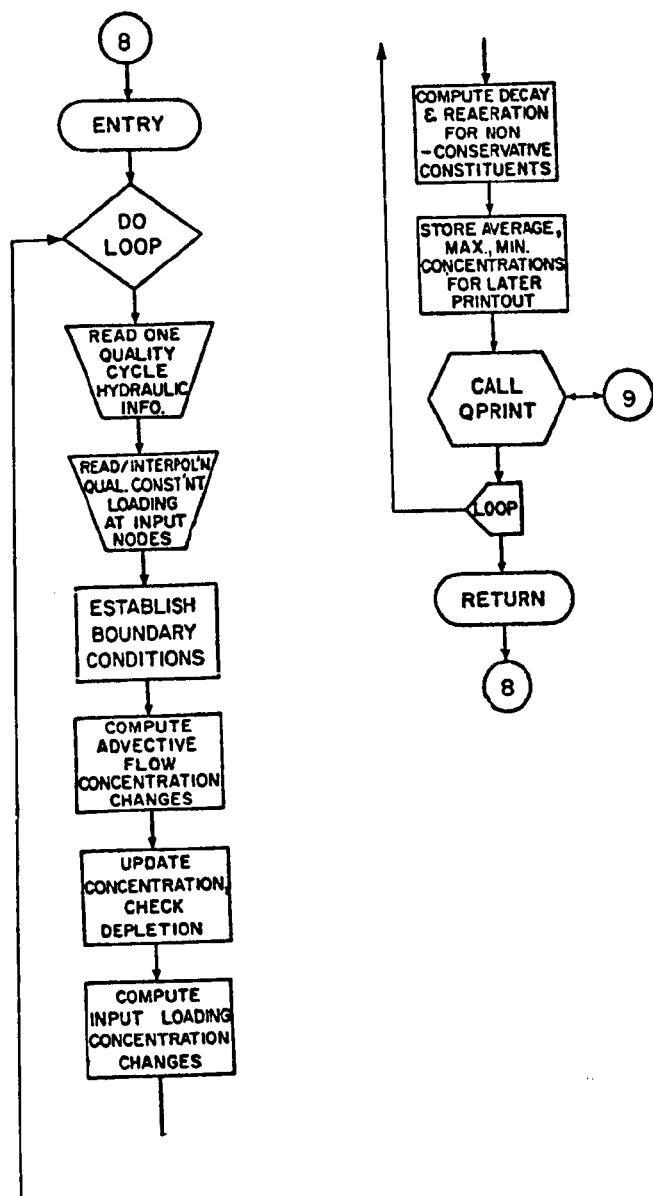 8
ENTRY
DO
LOOP
READ ONE
QUALITY
CYCLE
HYDRAULIC
INFO.
READ/INTERPOL'N
QUAL. CONST'NT
LOADING
AT INPUT
NODES
ESTABLISH
BOUNDARY
CONDITIONS
COMPUTE
ADVECTIVE
FLOW
CONCENTRATION
CHANGES
UPDATE
CONCENTRATION,
CHECK
DEPLETION
COMPUTE
INPUT LOADING
CONCENTRATION
CHANGES
COMPUTE DECAY
& REAERATION
FOR NON
-CONSERVATIVE
CONSTITUENTS
STORE AVERAGE,
MAX., MIN.
CONCENTRATIONS
FOR LATER
PRINTOUT
CALL
QPRINT
9
LOOP
RETURN
8